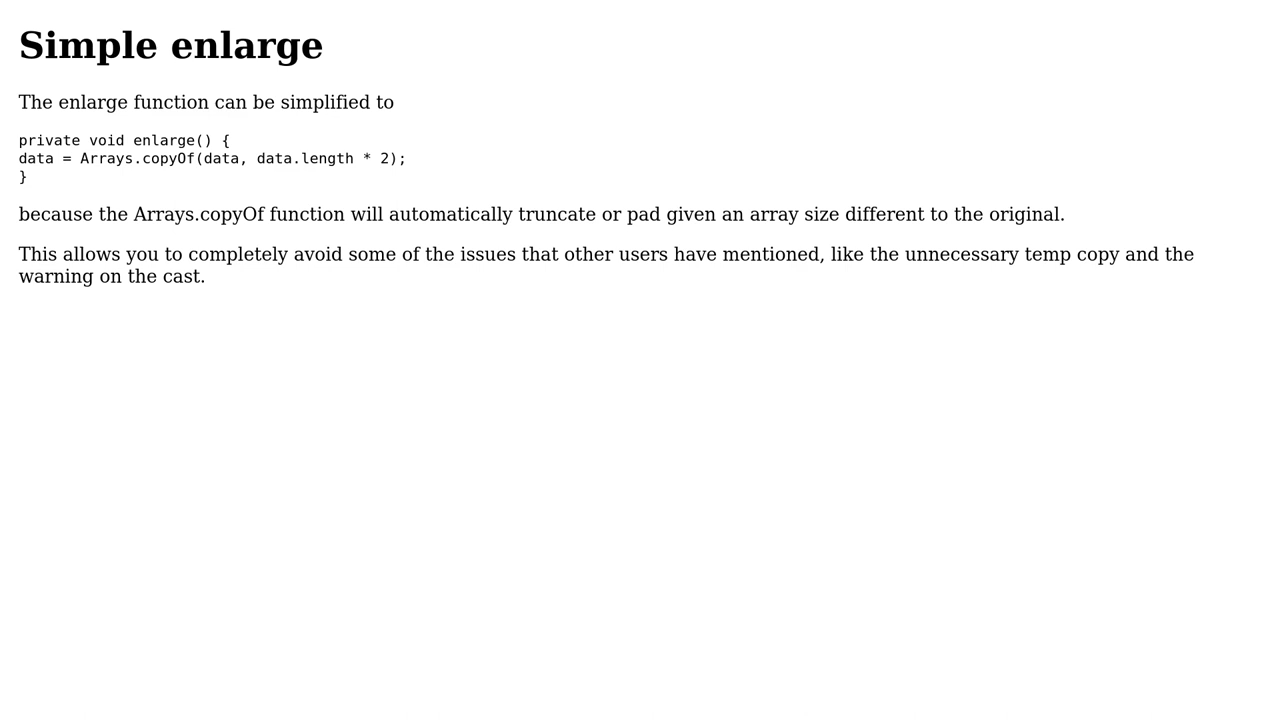 Simple enlarge
The enlarge function can be simplified to
private void enlarge() {
data = Arrays.copyOf(data, data.length * 2);
}
because the Arrays.copyOf function will automatically truncate or pad given an array size different to the original.
This allows you to completely avoid some of the issues that other users have mentioned, like the unnecessary temp copy and the
warning on the cast.